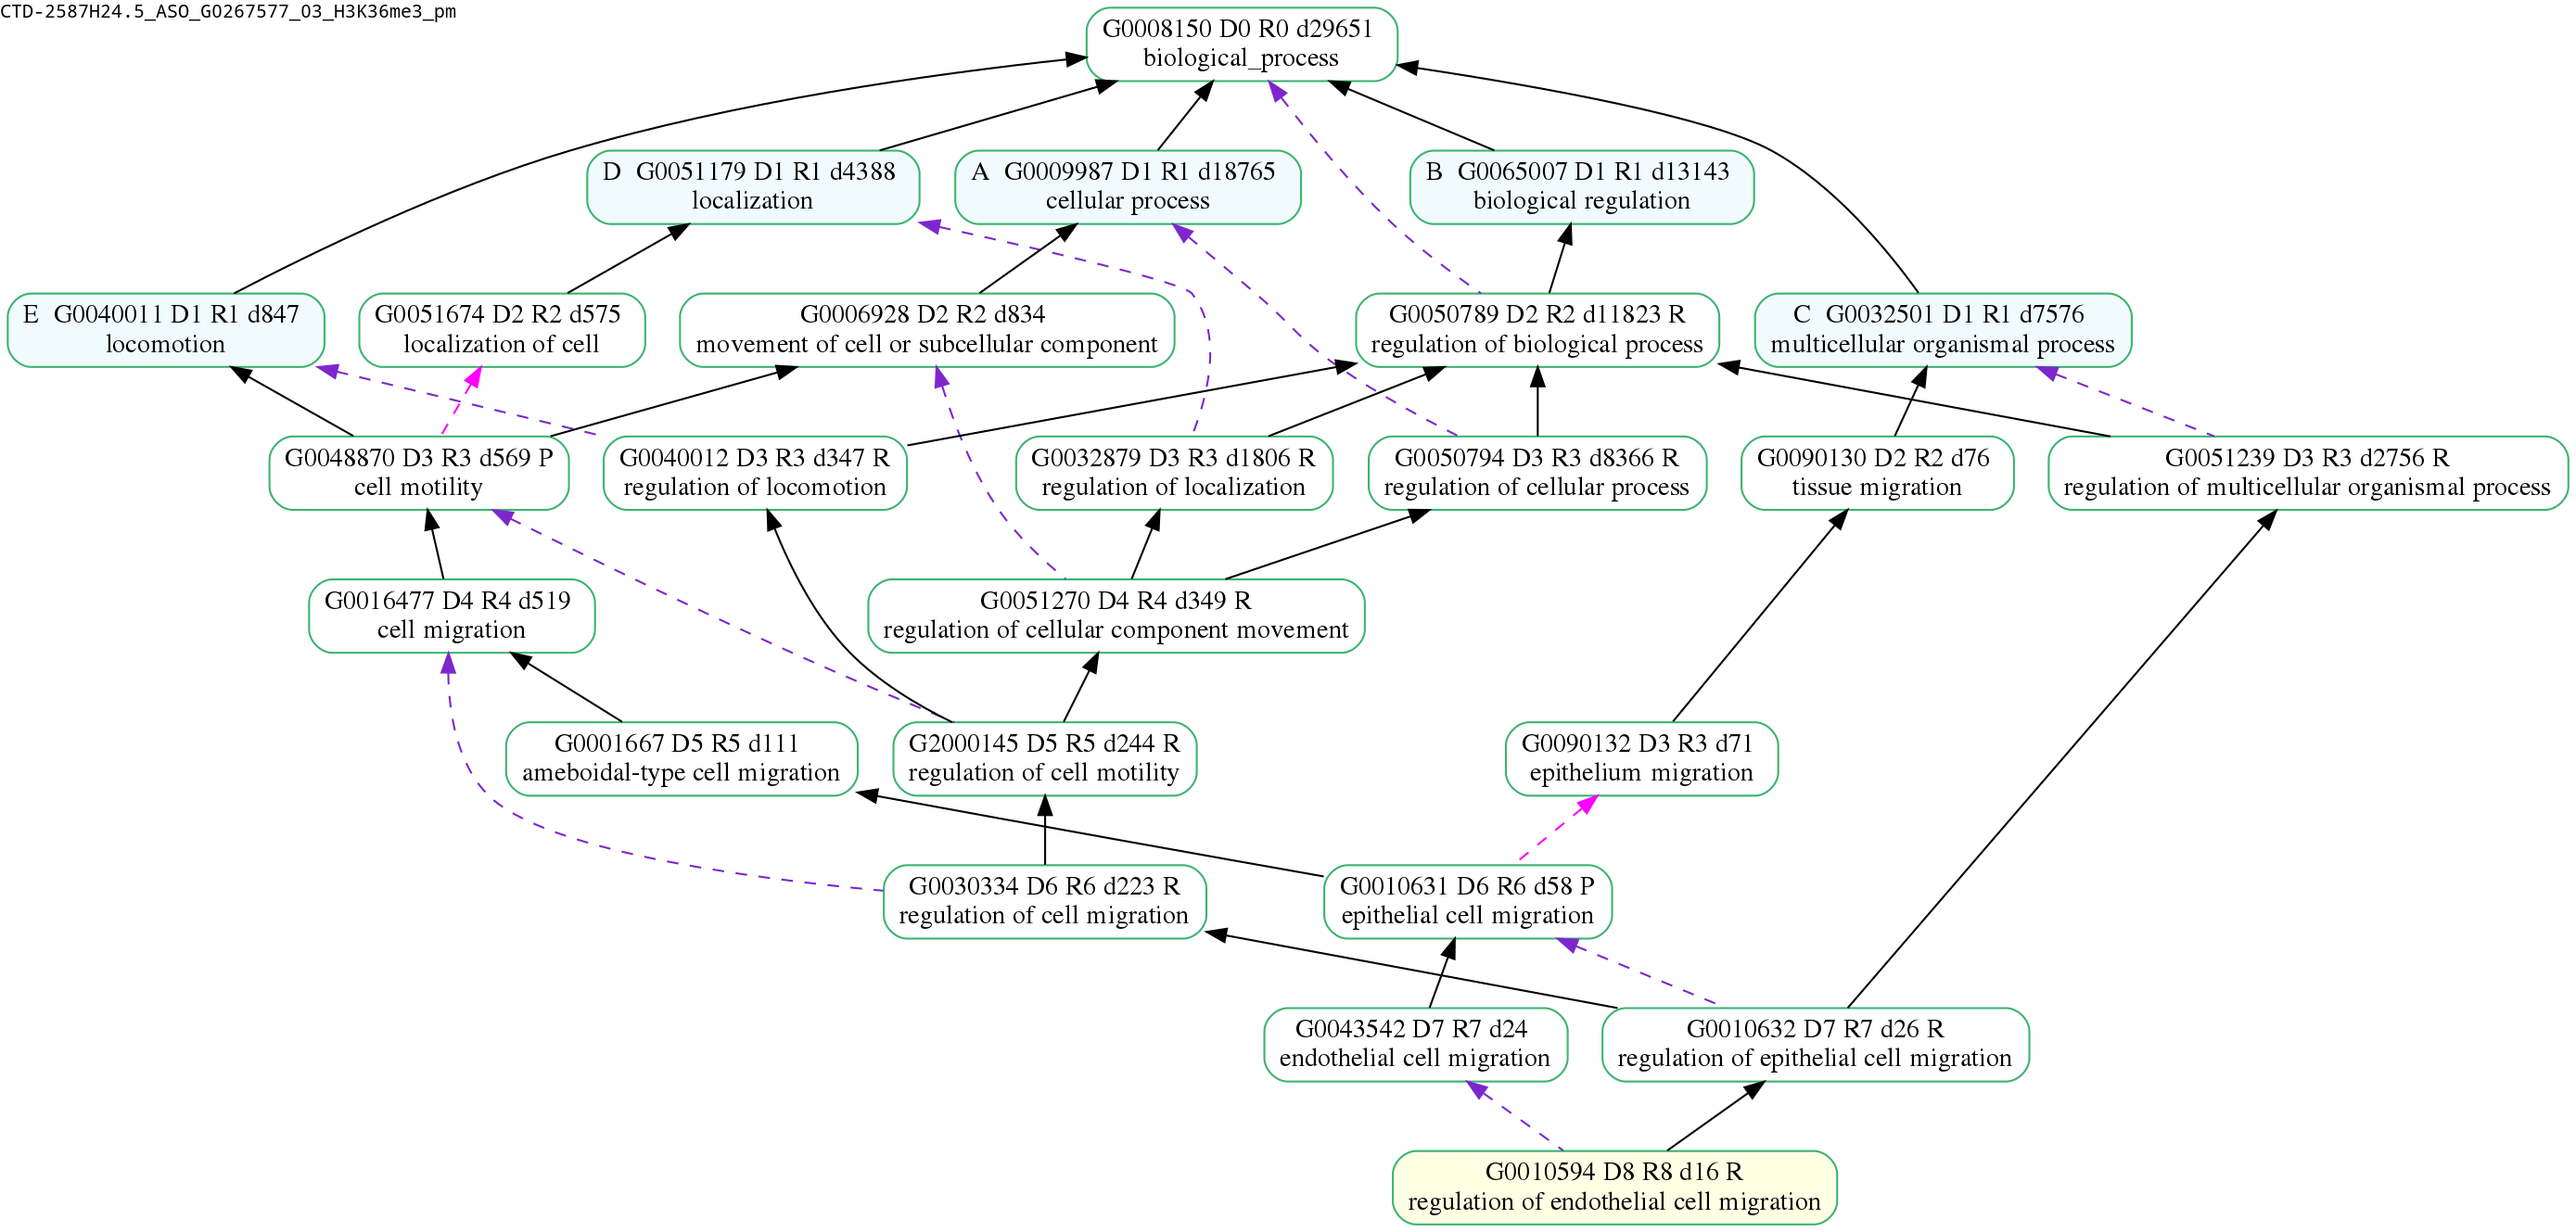 CTD-2587H24.5_ASO_G0267577_03_H3K36me3_pm
G0008150 D0 R0 d29651
biological_process
D G0051179 D1 R1 d4388
localization
A G0009987 D1 R1 d18765
cellular process
B G0065007 D1 R1 d13143
biological regulation
E G0040011 D1 R1 d847
locomotion
G0051674 D2 R2 d575
localization of cell
G0006928 D2 R2 d834
movement of cell or subcellular component
G0050789 D2 R2 d11823 R
regulation of biological process
C G0032501 D1 R1 d7576
multicellular organismal process
G0048870 D3 R3 d569 P
cell motility
G0040012 D3 R3 d347 R
regulation of locomotion
G0032879 D3 R3 d1806 R
regulation of localization
G0050794 D3 R3 d8366 R
regulation of cellular process
G0090130 D2 R2 d76
tissue migration
G0051239 D3 R3 d2756 R
regulation of multicellular organismal process
G0016477 D4 R4 d519
cell migration
G0051270 D4 R4 d349 R
regulation of cellular component movement
G0001667 D5 R5 d111
ameboidal-type cell migration
G2000145 D5 R5 d244 R
regulation of cell motility
G0090132 D3 R3 d71
epithelium migration
G0030334 D6 R6 d223 R
regulation of cell migration
G0010631 D6 R6 d58 P
epithelial cell migration
G0043542 D7 R7 d24
endothelial cell migration
G0010632 D7 R7 d26 R
regulation of epithelial cell migration
G0010594 D8 R8 d16 R
regulation of endothelial cell migration